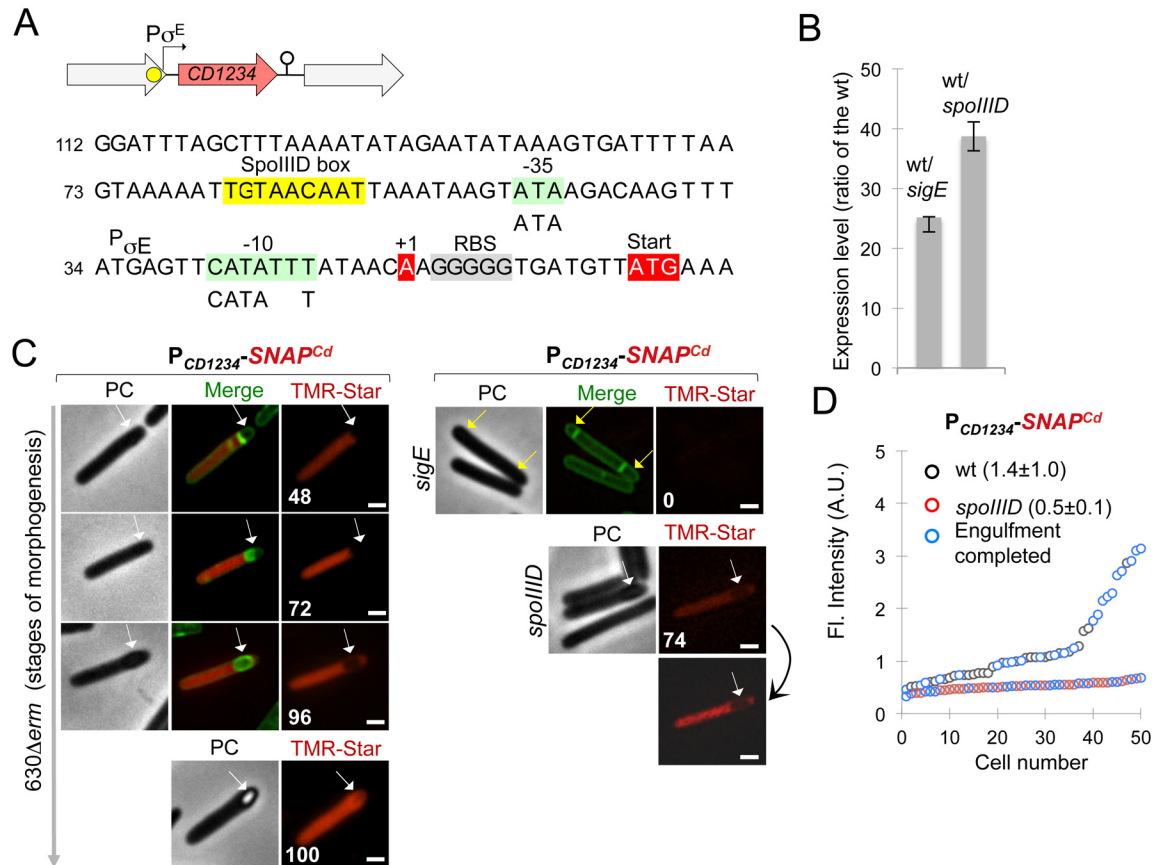 A
PσE
CD1234
112 GGATTTAGCTTTAAAATATAGAATATAAAGTGATTTTAA
SpoIIID box -35
73 GTAAAAATTGTAACAATTAAATAAGTATAAGACAAGTTT
ATA
PσE -10 +1 RBS Start
34 ATGAGTTCATATTTATAACAAGGGGGTGATGTTATGAAA
CATA T
B
Expression level (ratio of the wt)
50
40
30
20
10
0
wt/
sigE
wt/
spoIIID
C
PCD1234-SNAPCd
PC Merge TMR-Star
630Δerm (stages of morphogenesis)
48
72
96
PC TMR-Star
100
PCD1234-SNAPCd
PC Merge TMR-Star
sigE
0
PC TMR-Star
spoIIID
74
D
PCD1234-SNAPCd
Fl. Intensity (A.U.)
5
4
3
2
1
0
wt (1.4±1.0)
spoIIID (0.5±0.1)
Engulfment
completed
0 10 20 30 40 50
Cell number